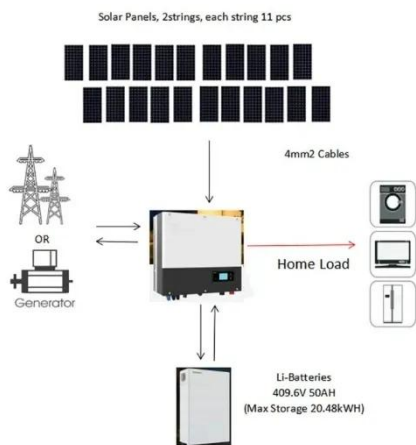 Solar Panels, 2strings, each string 11 pcs
4mm2 Cables
OR
Generator
Home Load
Li-Batteries
409.6V 50AH
(Max Storage 20.48kWH)